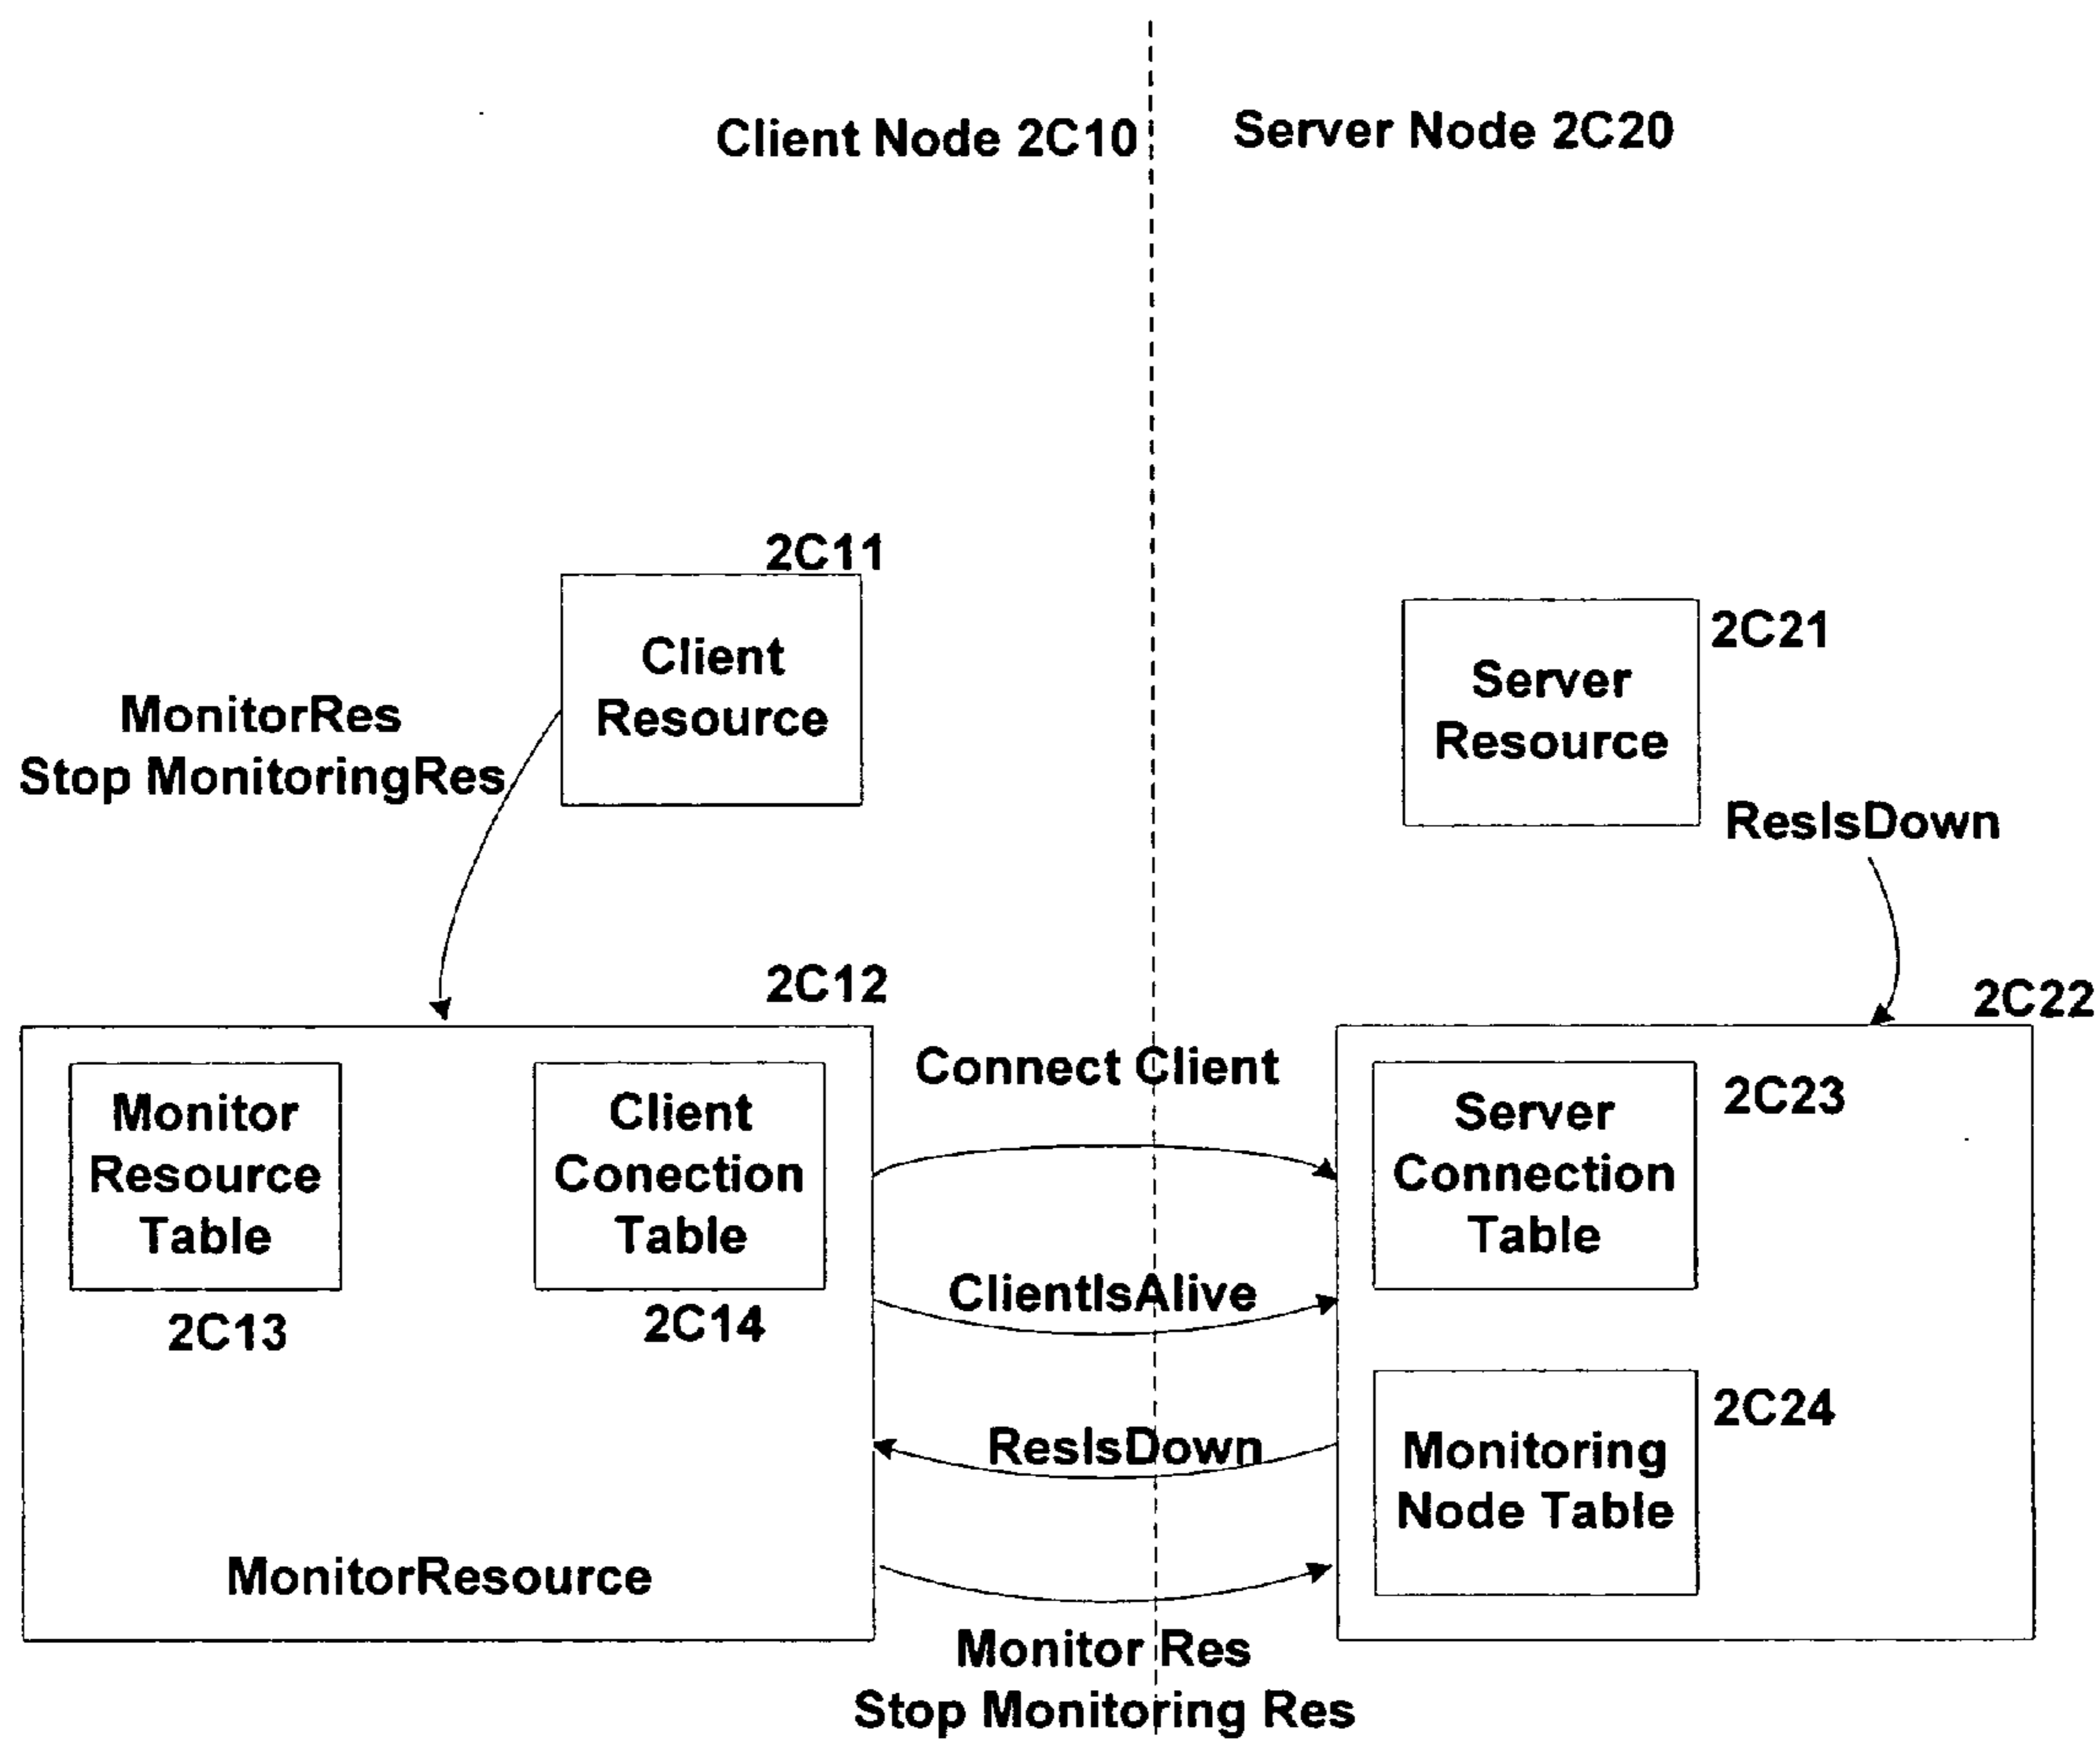 Client Node 2C10
Server Node 2C20
2C11
Client
Resource
MonitorRes
Stop MonitoringRes
2C21
Server
Resource
ResIsDown
2C12
2C22
Monitor
Resource
Table
2C13
Client
Conection
Table
2C14
MonitorResource
Connect Client
ClientIsAlive
ResIsDown
Monitor Res
Stop Monitoring Res
Server
Connection
Table
2C23
Monitoring
Node Table
2C24